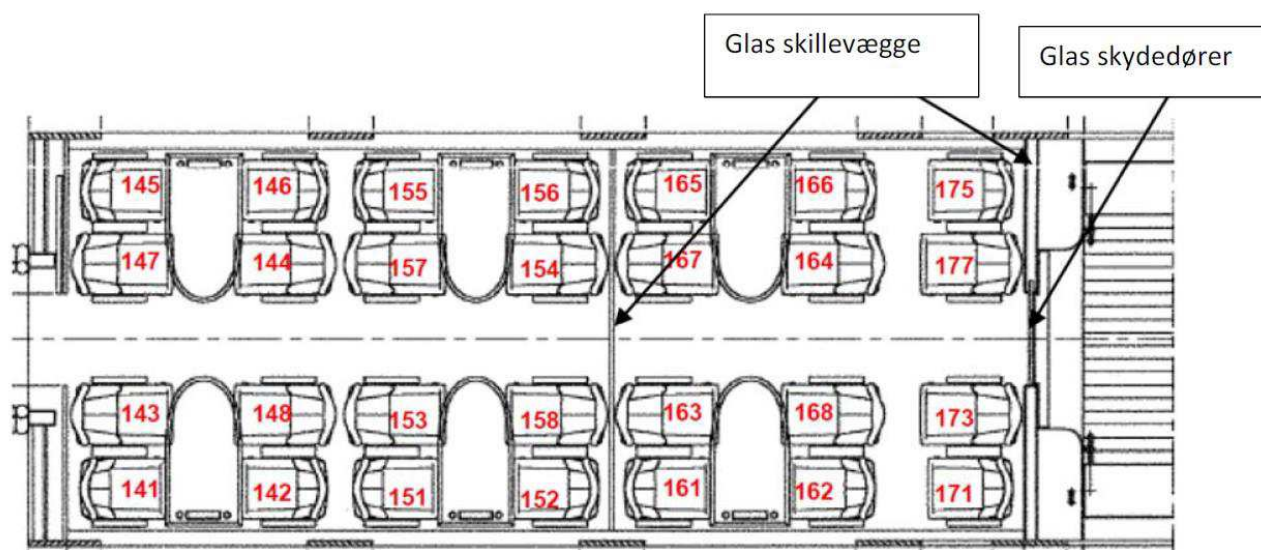 Glas skillevægge
Glas skydedører
145 146 155 156 165 166 175
147 144 157 154 167 164 177
143 148 153 158 163 168 173
141 142 151 152 161 162 171